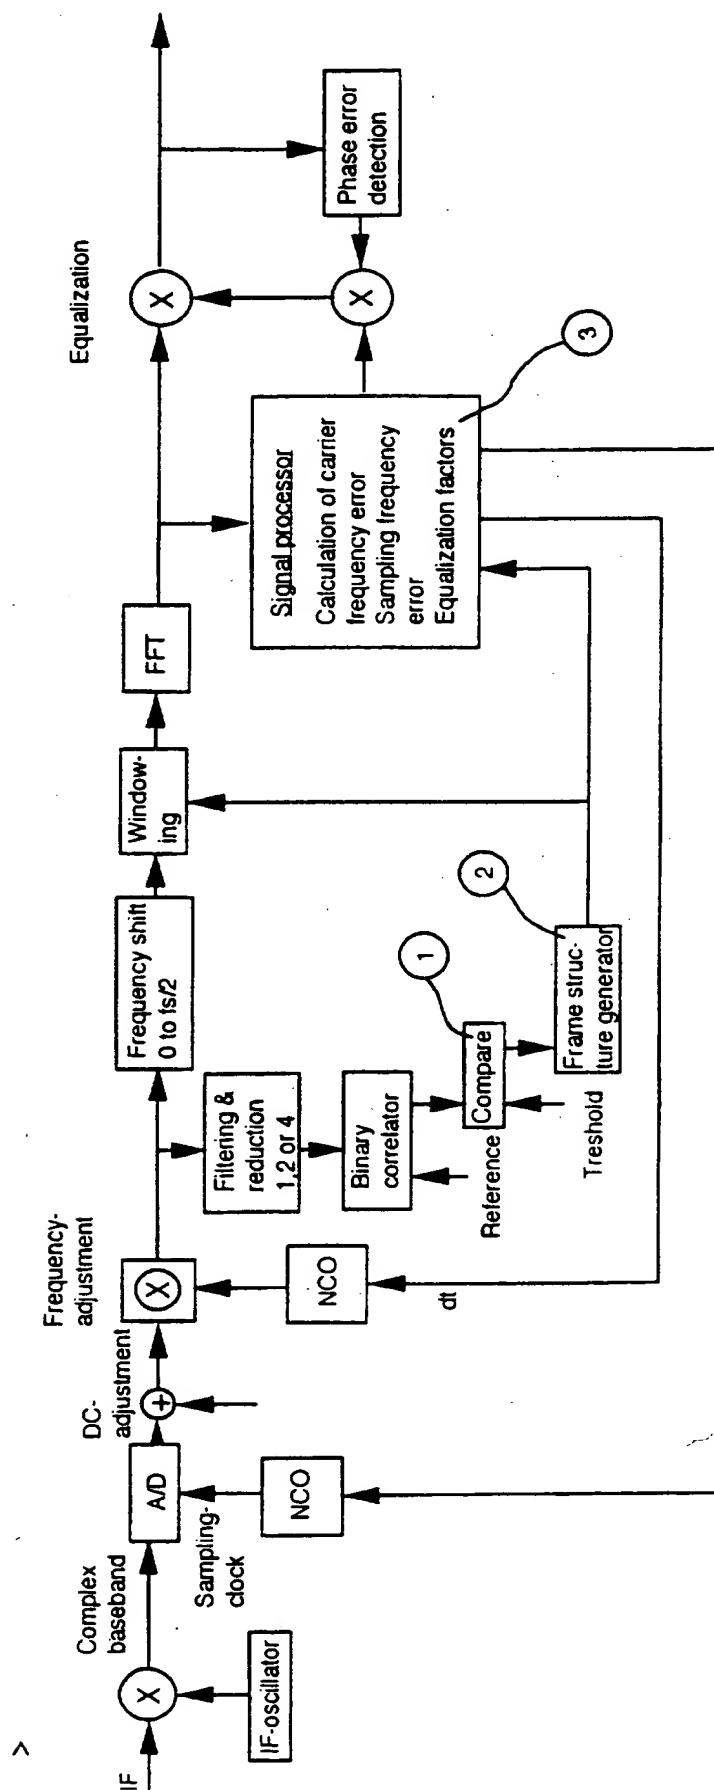 >
IF
X
IF-oscillator
Complex
baseband
A/D
Sampling-
clock
NCO
DC-
adjustment
+
Frequency-
adjustment
X
NCO
dt
Filtering &
reduction
1,2 or 4
Binary
correlator
Reference
Compare
1
Treshold
Frame struc-
ture generator
2
Frequency shift
0 to fs/2
Window-
ing
FFT
Signal processor
Calculation of carrier
frequency error
Sampling frequency
error
Equalization factors
3
Equalization
X
X
Phase error
detection